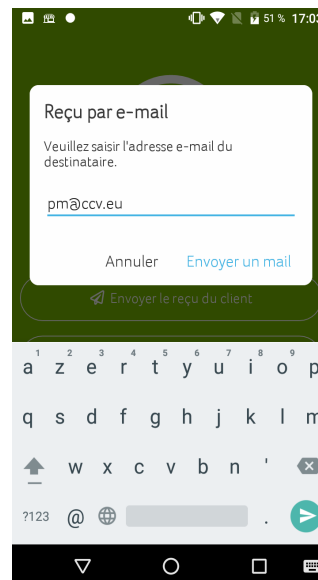 51 % 17:03
Reçu par e-mail
Veuillez saisir l'adresse e-mail du
destinataire.
pm@ccv.eu
Annuler Envoyer un mail
Envoyer le reçu du client
1 2 3 4 5 6 7 8 9
a z e r t y u i o p
q s d f g h j k l m
w x c v b n '
?123 @ .